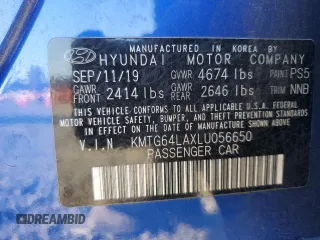 MANUFACTURED IN KOREA BY
HYUNDAI MOTOR COMPANY
SEP/11/19 GVWR 4674 lbs PAINT PS5
GAWR FRONT 2414 lbs GAWR REAR 2646 lbs TRIM NNB
THIS VEHICLE CONFORMS TO ALL APPLICABLE U.S.A. FEDERAL
MOTOR VEHICLE SAFETY, BUMPER, AND THEFT PREVENTION
STANDARDS IN EFFECT ON THE DATE OF MANUFACTURE SHOWN ABOVE.
V.I.N KMTG64LAXLU056650
PASSENGER CAR
© DREAMBID